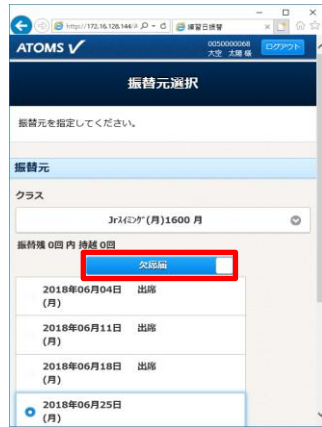 http://172.16.128.144/
練習日振替
ATOMS
0050000068
大空 太陽 様
ログアウト
振替元選択
振替元を指定してください。
振替元
クラス
Jrｽｲﾐﾝｸﾞ(月)1600 月
振替残 0回 内 持越 0回
欠席届
2018年06月04日 出席
(月)
2018年06月11日 出席
(月)
2018年06月18日 出席
(月)
2018年06月25日
(月)